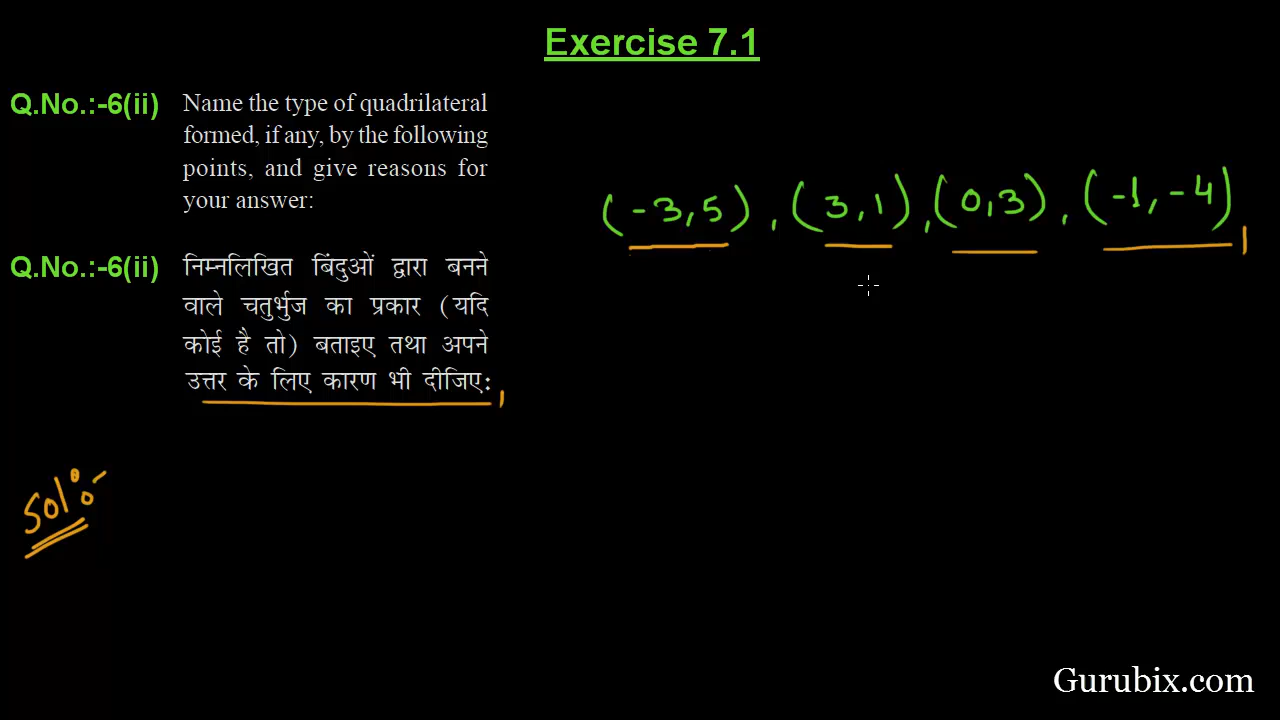 Exercise 7.1
Q.No.:-6(ii) Name the type of quadrilateral
formed, if any, by the following
points, and give reasons for
your answer:
(-3,5), (3,1), (0,3), (-1,-4)
Q.No.:-6(ii) निम्नलिखित बिंदुओं द्वारा बनने
वाले चतुर्भुज का प्रकार (यदि
कोई है तो) बताइए तथा अपने
उत्तर के लिए कारण भी दीजिए:
Sol:-
Gurubix.com